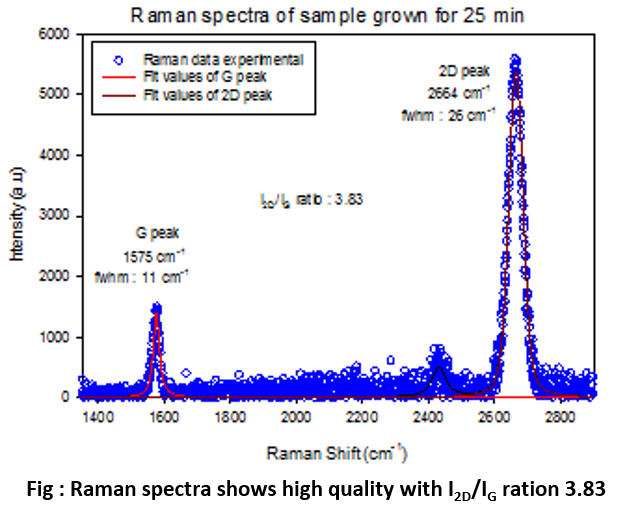 Raman spectra of sample grown for 25 min
6000
5000
4000
3000
2000
1000
0
Intensity (a.u)
Raman data experimental
Fit values of G peak
Fit values of 2D peak
2D peak
2664 cm⁻¹
fwhm : 26 cm⁻¹
I2D/IG ratio : 3.83
G peak
1575 cm⁻¹
fwhm : 11 cm⁻¹
1400 1600 1800 2000 2200 2400 2600 2800
Raman Shift (cm⁻¹)
Fig : Raman spectra shows high quality with I2D/IG ration 3.83